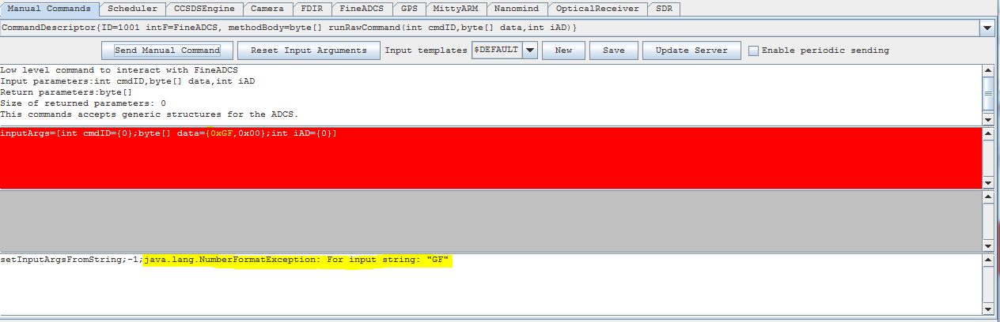 Manual Commands Scheduler CCSDSEngine Camera FDIR FineADCS GPS MittyARM Nanomind OpticalReceiver SDR
CommandDescriptor{ID=1001 intF=FineADCS, methodBody=byte[] runRawCommand(int cmdID,byte[] data,int iAD)}
Send Manual Command Reset Input Arguments Input templates $DEFAULT New Save Update Server Enable periodic sending
Low level command to interact with FineADCS
Input parameters:int cmdID,byte[] data,int iAD
Return parameters:byte[]
Size of returned parameters: 0
This commands accepts generic structures for the ADCS.
inputArgs=[int cmdID={0};byte[] data={0xGF,0x00};int iAD={0}]
setInputArgsFromString;-1;java.lang.NumberFormatException: For input string: "GF"